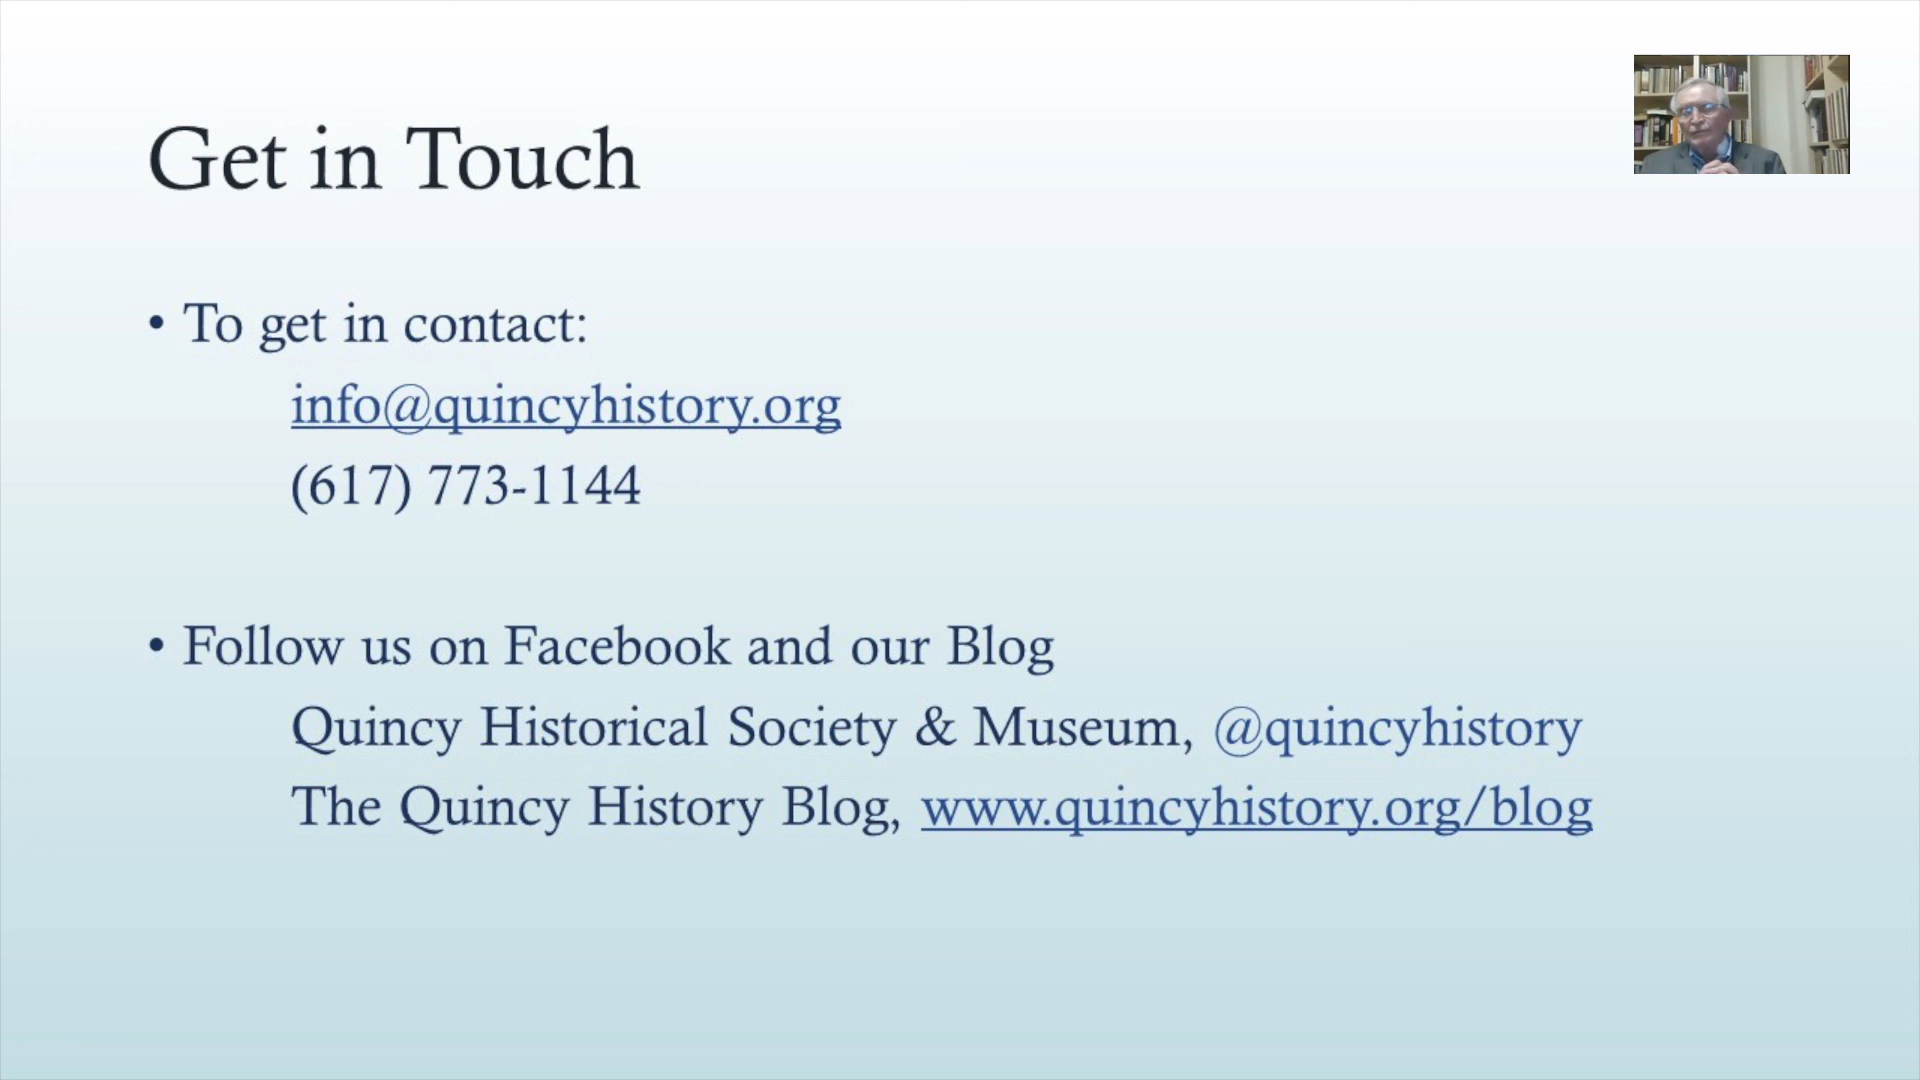 Get in Touch
• To get in contact:
info@quincyhistory.org
(617) 773-1144
• Follow us on Facebook and our Blog
Quincy Historical Society & Museum, @quincyhistory
The Quincy History Blog, www.quincyhistory.org/blog